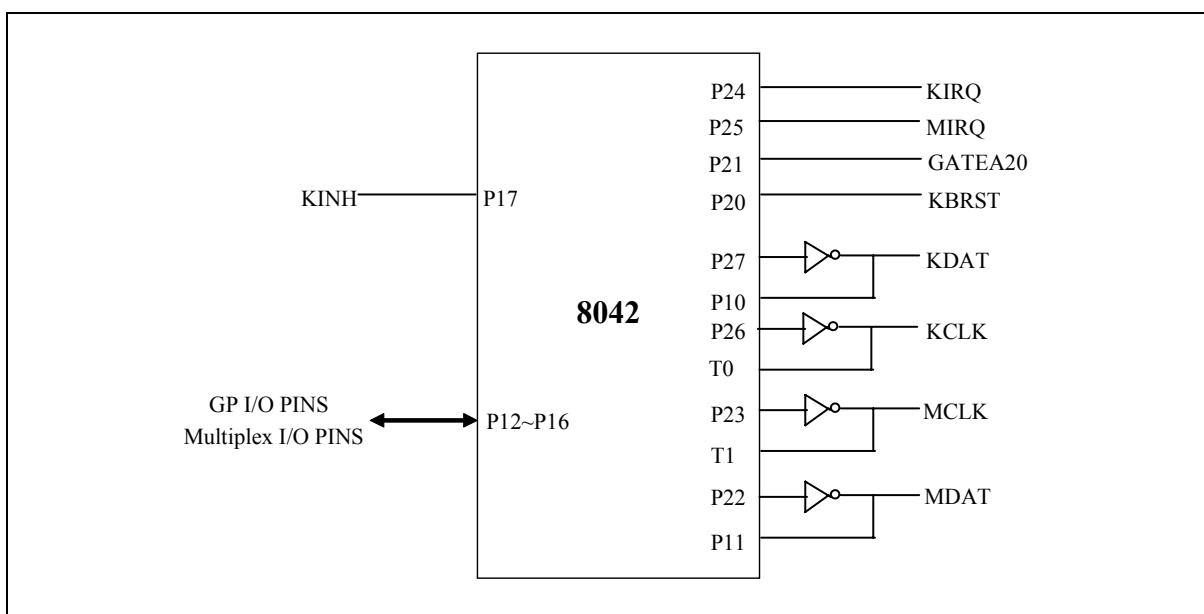 P24 KIRQ
P25 MIRQ
P21 GATEA20
KINH P17 P20 KBRST
P27 KDAT
P10
8042
P26 KCLK
T0
GP I/O PINS
Multiplex I/O PINS
P12~P16
P23 MCLK
T1
P22 MDAT
P11